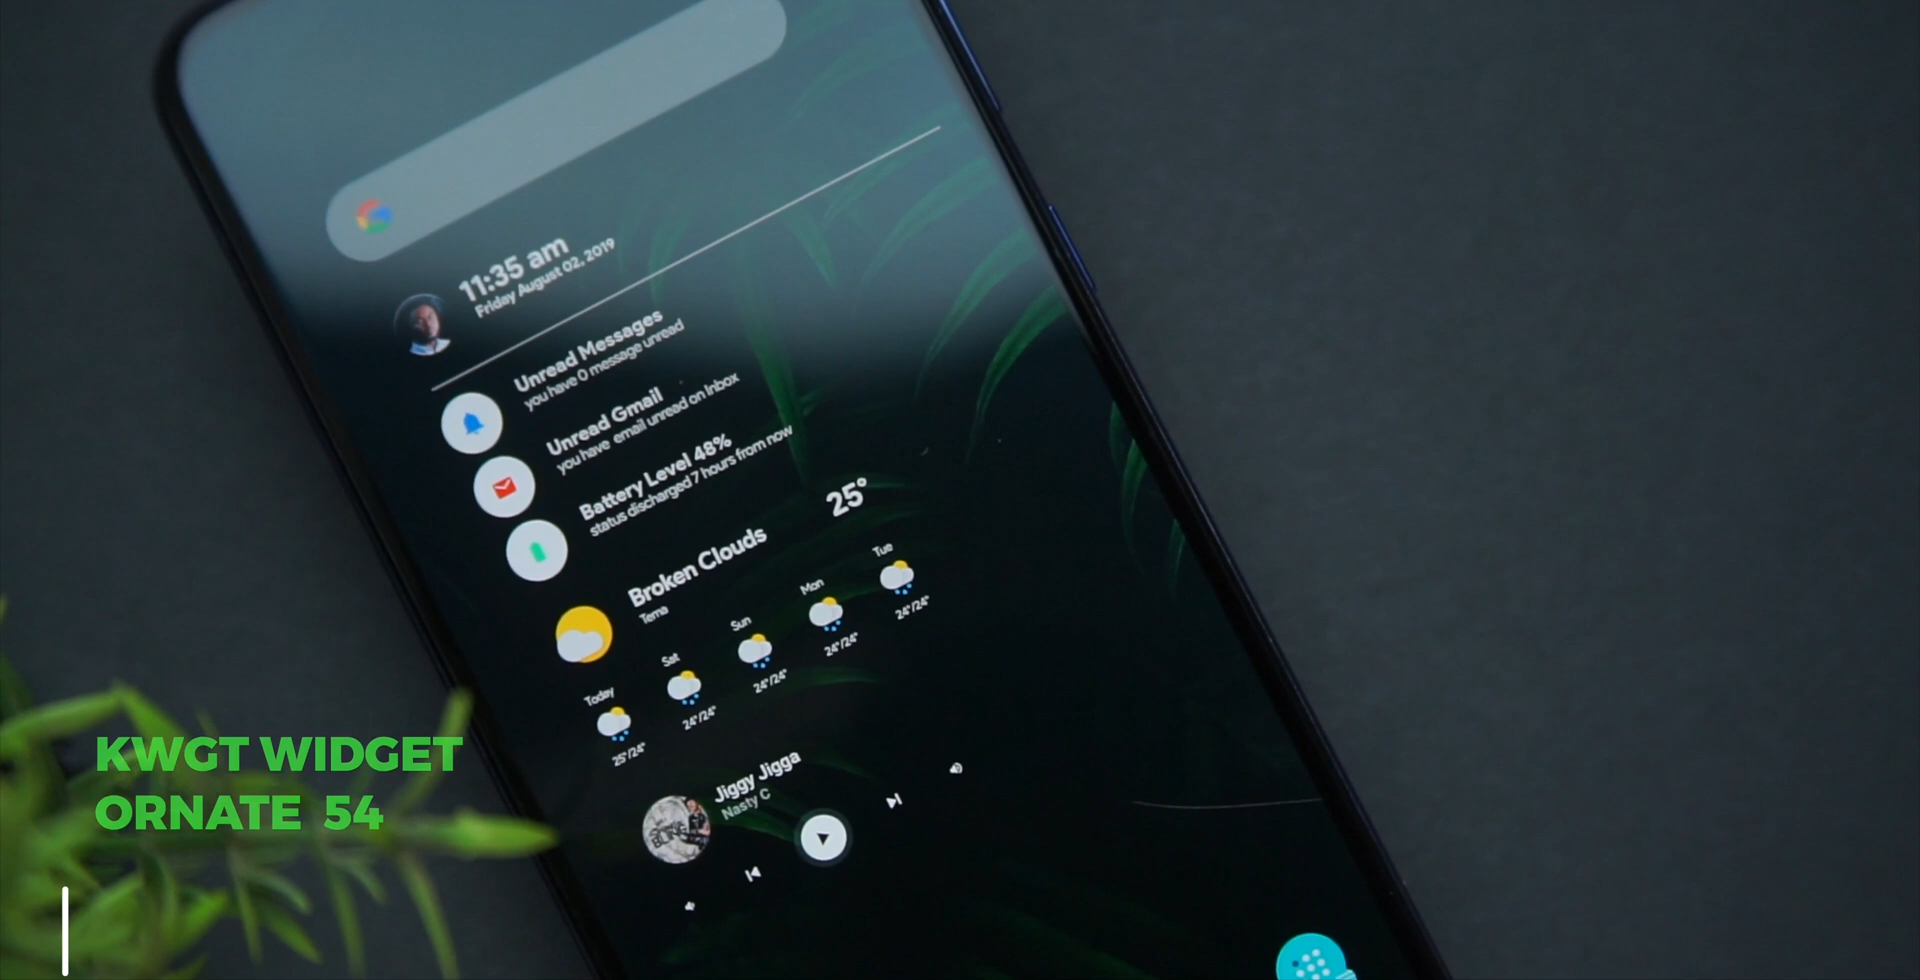 11:35 am
Friday August 02, 2019
Unread Messages
you have 0 message unread
Unread Gmail
you have email unread on Inbox
Battery Level 48%
status discharged 7 hours from now
Broken Clouds
25°
Tema
Today
Sat
Sun
Mon
Tue
25°/24°
24°/24°
24°/24°
24°/24°
24°/24°
Jiggy Jigga
Nasty C
KWGT WIDGET
ORNATE 54